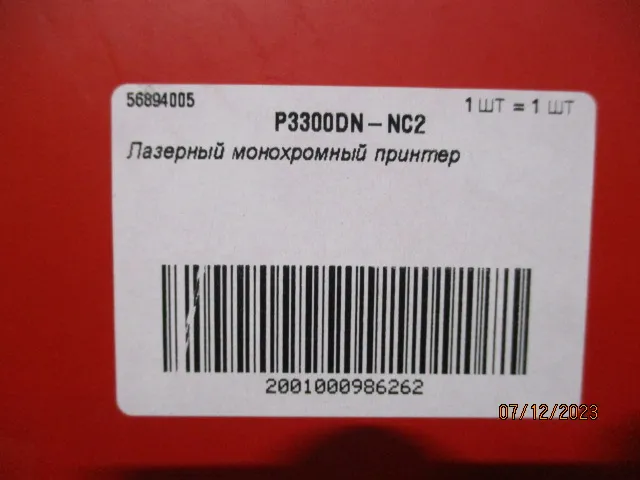 56894005
1 ШТ = 1 ШТ
P3300DN-NC2
Лазерный монохромный принтер
2001000986262
07/12/2023